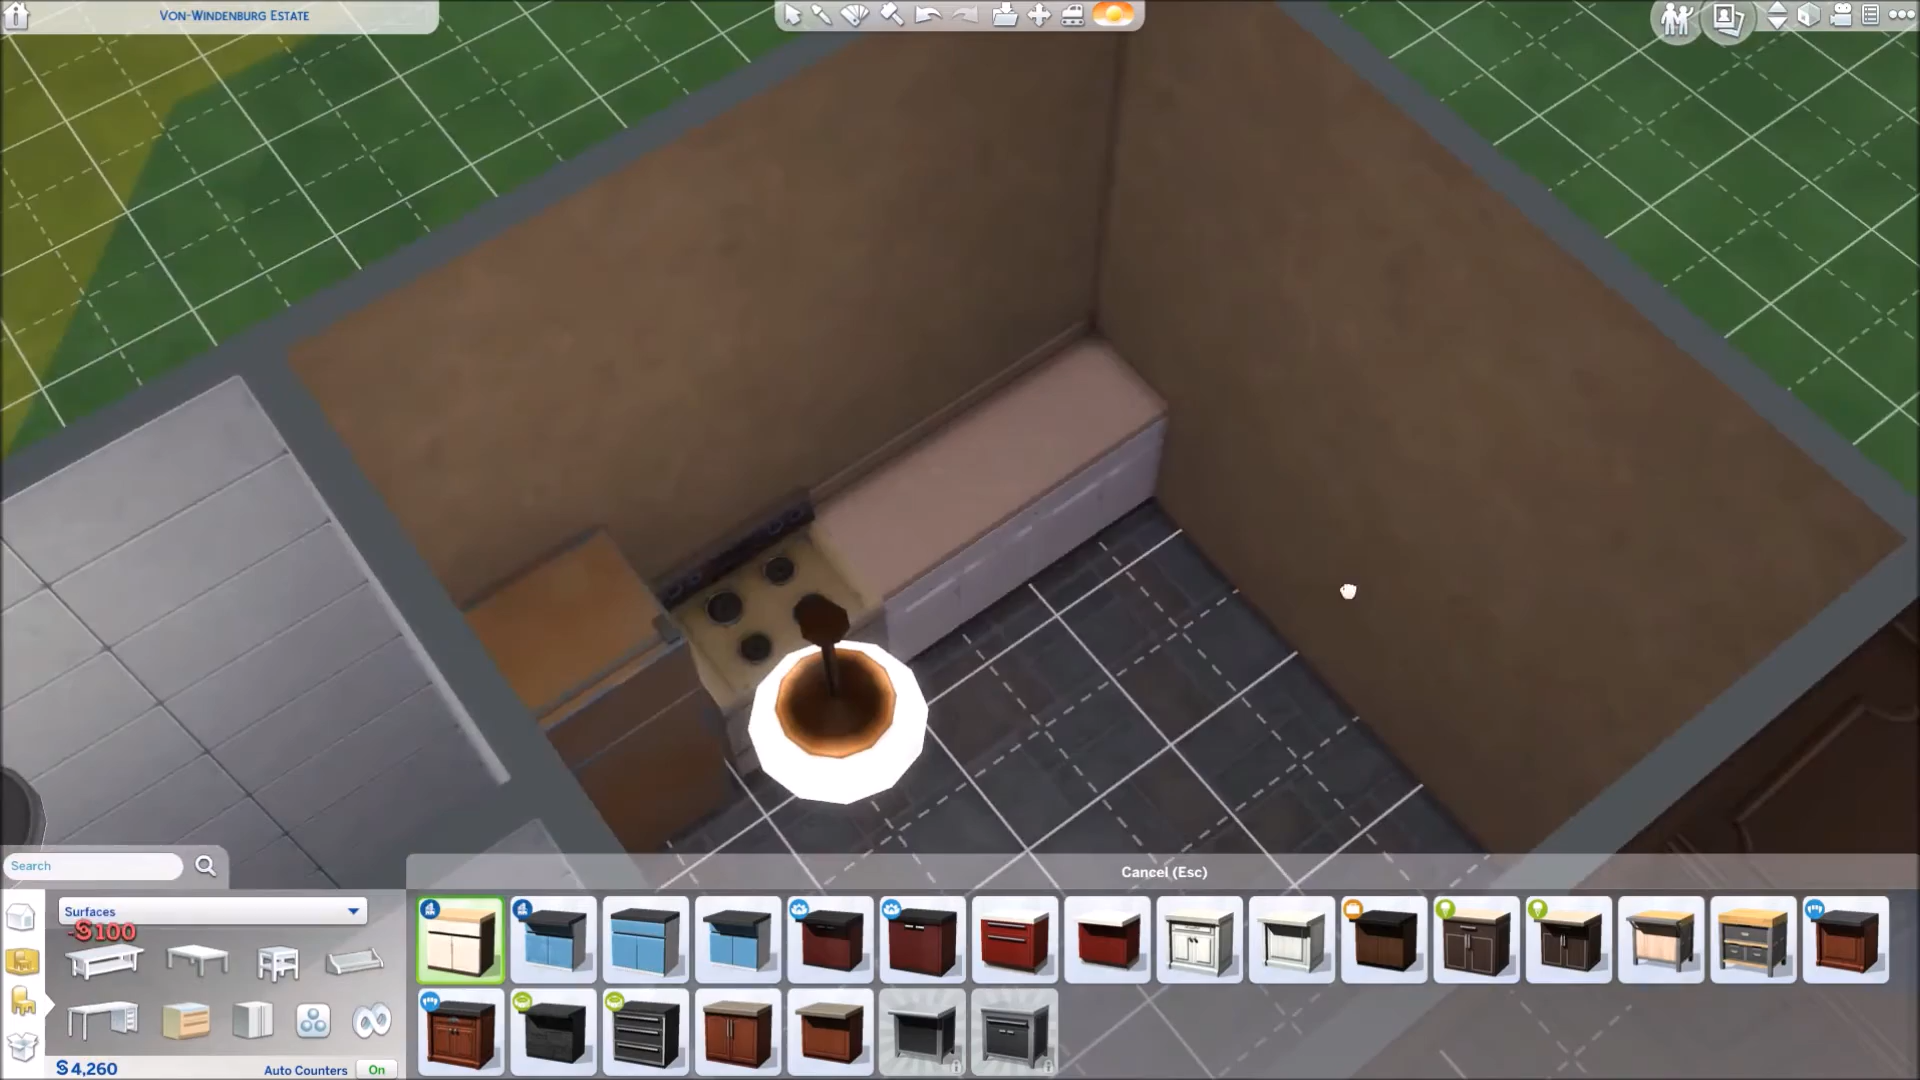 Von-Windenburg Estate
Search
Cancel (Esc)
Surfaces
-§100
§4,260
Auto Counters
On